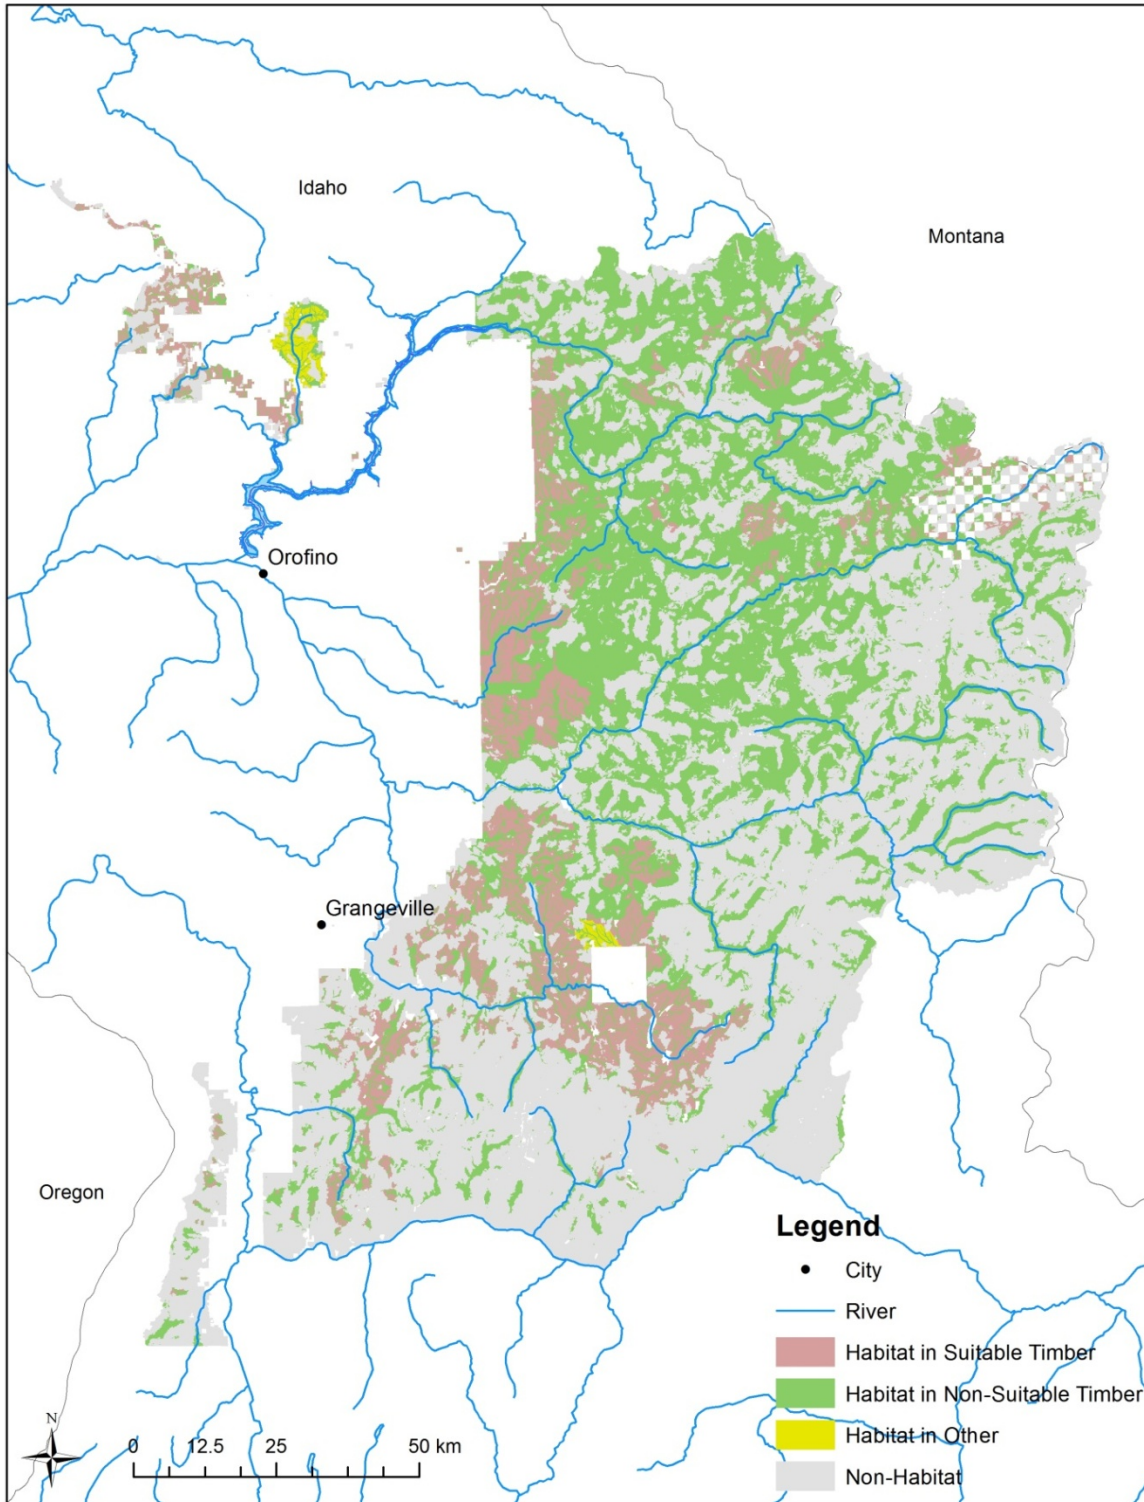 Idaho
Montana
Orofino
Grangeville
Oregon
Legend
City
River
Habitat in Suitable Timber
Habitat in Non-Suitable Timber
Habitat in Other
Non-Habitat
N
0 12.5 25 50 km